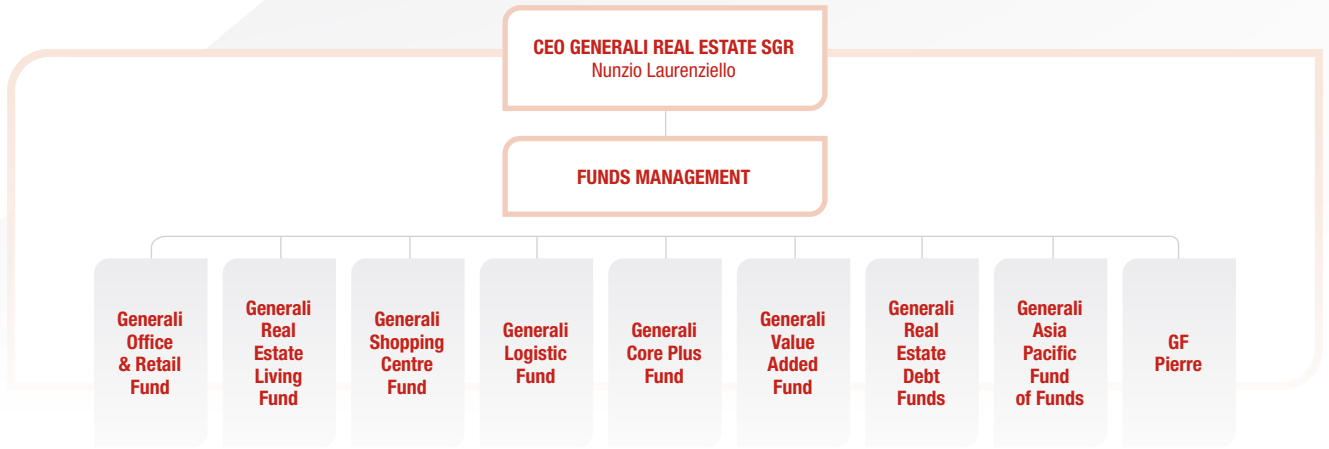 CEO GENERALI REAL ESTATE SGR
Nunzio Laurenziello
FUNDS MANAGEMENT
Generali
Office
& Retail
Fund
Generali
Real
Estate
Living
Fund
Generali
Shopping
Centre
Fund
Generali
Logistic
Fund
Generali
Core Plus
Fund
Generali
Value
Added
Fund
Generali
Real
Estate
Debt
Funds
Generali
Asia
Pacific
Fund
of Funds
GF
Pierre